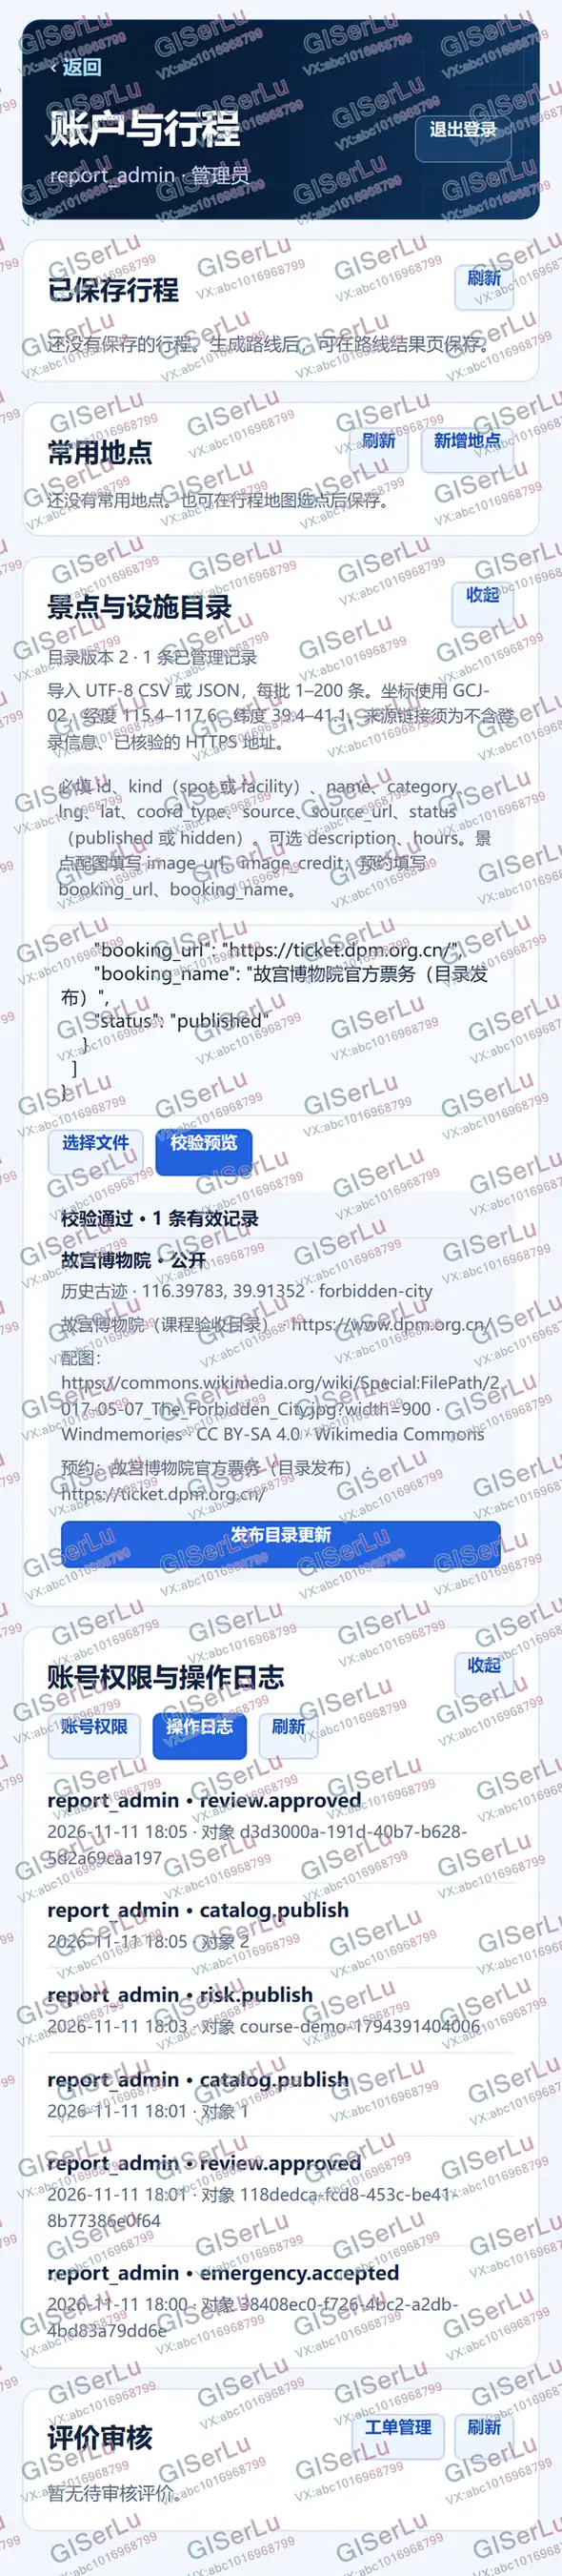 ‹ 返回
账户与行程
退出登录
report_admin · 管理员
已保存行程
刷新
还没有保存的行程。生成路线后，可在路线结果页保存。
常用地点
刷新
新增地点
还没有常用地点。也可在行程地图选点后保存。
景点与设施目录
收起
目录版本 2 · 1 条已管理记录
导入 UTF-8 CSV 或 JSON，每批 1–200 条。坐标使用 GCJ-
02，经度 115.4–117.6、纬度 39.4–41.1。来源链接须为不含登
录信息、已核验的 HTTPS 地址。
必填 id、kind（spot 或 facility）、name、category、
lng、lat、coord_type、source、source_url、status
（published 或 hidden）。可选 description、hours。景
点配图填写 image_url、image_credit；预约填写
booking_url、booking_name。
"booking_url": "https://ticket.dpm.org.cn/",
"booking_name": "故宫博物院官方票务（目录发
布）",
"status": "published"
}
]
}
选择文件
校验预览
校验通过 • 1 条有效记录
故宫博物院 • 公开
历史古迹 · 116.39783, 39.91352 · forbidden-city
故宫博物院（课程验收目录） · https://www.dpm.org.cn/
配图：
https://commons.wikimedia.org/wiki/Special:FilePath/2
017-05-07_The_Forbidden_City.jpg?width=900 ·
Windmemories · CC BY-SA 4.0 · Wikimedia Commons
预约：故宫博物院官方票务（目录发布） ·
https://ticket.dpm.org.cn/
发布目录更新
账号权限与操作日志
收起
账号权限
操作日志
刷新
report_admin • review.approved
2026-11-11 18:05 · 对象 d3d3000a-191d-40b7-b628-
5d2a69caa197
report_admin • catalog.publish
2026-11-11 18:05 · 对象 2
report_admin • risk.publish
2026-11-11 18:03 · 对象 course-demo-1794391404006
report_admin • catalog.publish
2026-11-11 18:01 · 对象 1
report_admin • review.approved
2026-11-11 18:01 · 对象 118dedca-fcd8-453c-be41-
8b77386e0f64
report_admin • emergency.accepted
2026-11-11 18:00 · 对象 38408ec0-f726-4bc2-a2db-
4bd83a79dd6e
评价审核
工单管理
刷新
暂无待审核评价。
GISerLu
VX:abc1016968799